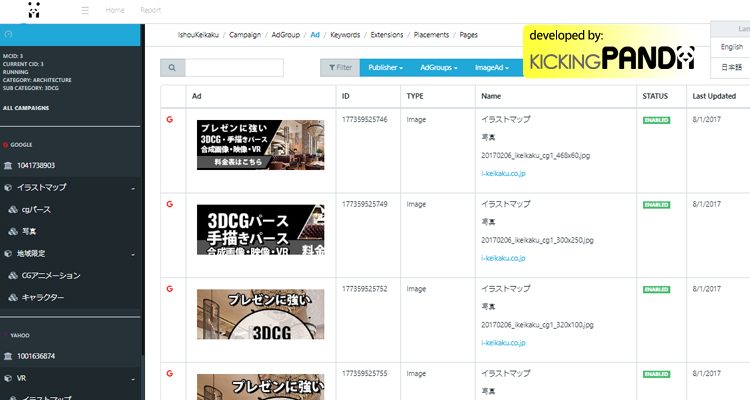 Home Report
IshouKeikaku / Campaign / AdGroup / Ad / Keywords / Extensions / Placements / Pages
developed by:
KICKINGPANDA
Lan
English
日本語
MCID: 3
CURRENT CID: 3
RUNNING
CATEGORY: ARCHITECTURE
SUB CATEGORY: 3DCG
ALL CAMPAIGNS
GOOGLE
1041738903
イラストマップ
cgパース
写真
地域限定
CGアニメーション
キャラクター
YAHOO
1001636874
VR
イラストマップ
Filter Publisher AdGroups ImageAd
Ad ID TYPE Name STATUS Last Updated
プレゼンに強い
3DCG・手描きパース
合成画像・映像・VR
料金表はこちら
177359525746 Image イラストマップ ENABLED 8/1/2017
写真
20170206_ikeikaku_cg1_468x60.jpg
i-keikaku.co.jp
3DCGパース
手描きパース
合成画像・映像・VR
料金
177359525749 Image イラストマップ ENABLED 8/1/2017
写真
20170206_ikeikaku_cg1_300x250.jpg
i-keikaku.co.jp
プレゼンに強い
3DCG
177359525752 Image イラストマップ ENABLED 8/1/2017
写真
20170206_ikeikaku_cg1_320x100.jpg
i-keikaku.co.jp
プレゼンに強い
177359525755 Image イラストマップ ENABLED 8/1/2017
写真